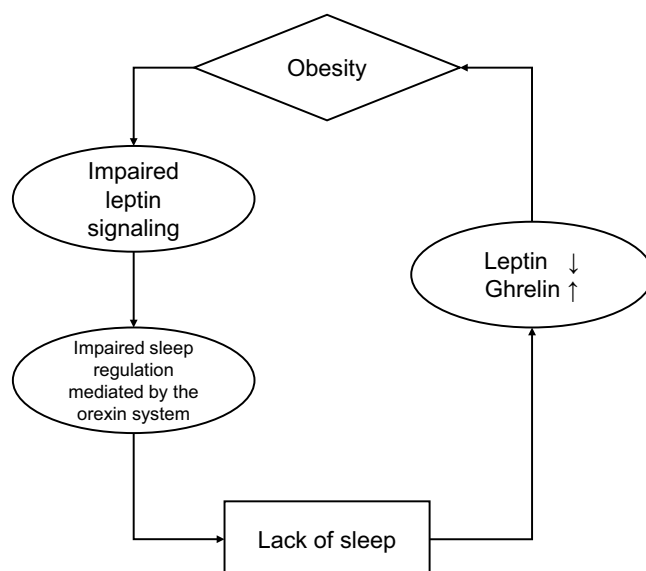 Obesity
Impaired
leptin
signaling
Leptin ↓
Ghrelin ↑
Impaired sleep
regulation
mediated by the
orexin system
Lack of sleep